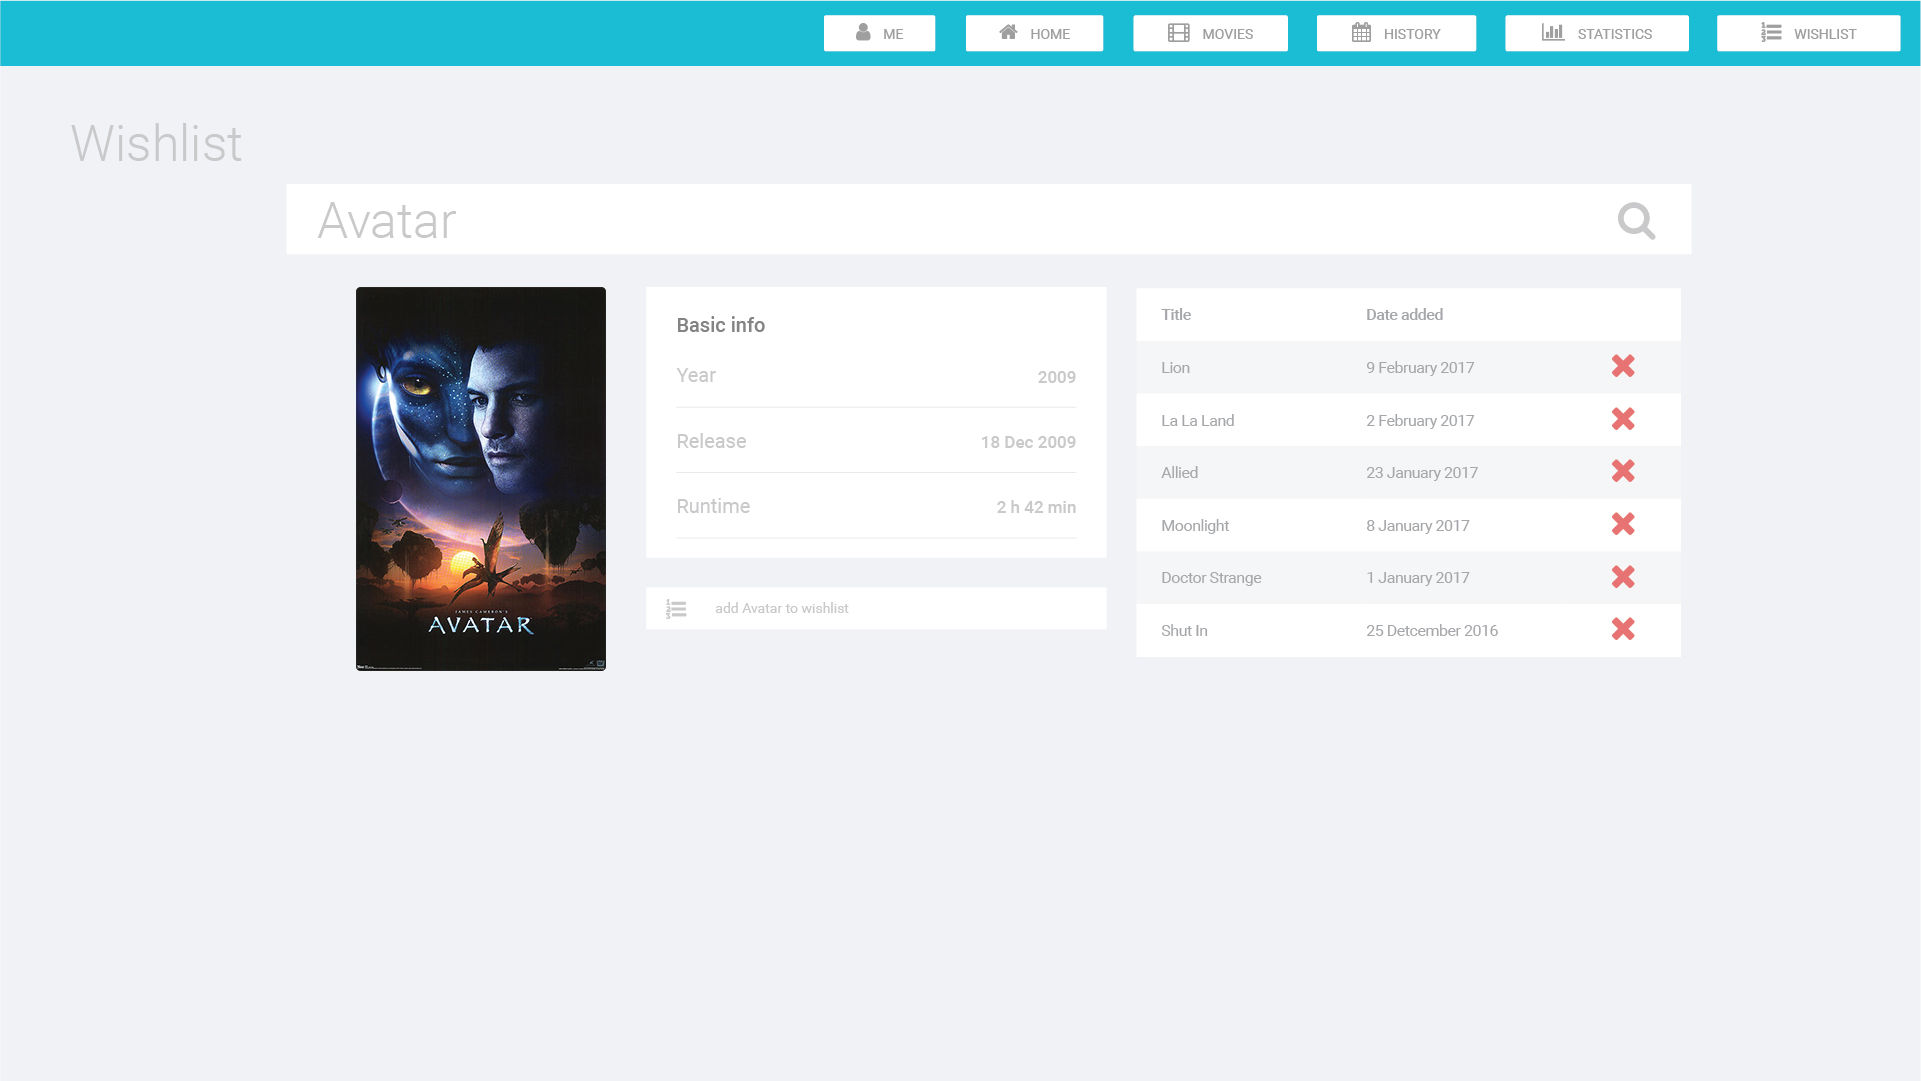 ME
HOME
MOVIES
HISTORY
STATISTICS
WISHLIST
Wishlist
Avatar
JAMES CAMERON'S
AVATAR
Basic info
Year 2009
Release 18 Dec 2009
Runtime 2 h 42 min
add Avatar to wishlist
Title Date added
Lion 9 February 2017
La La Land 2 February 2017
Allied 23 January 2017
Moonlight 8 January 2017
Doctor Strange 1 January 2017
Shut In 25 Detcember 2016